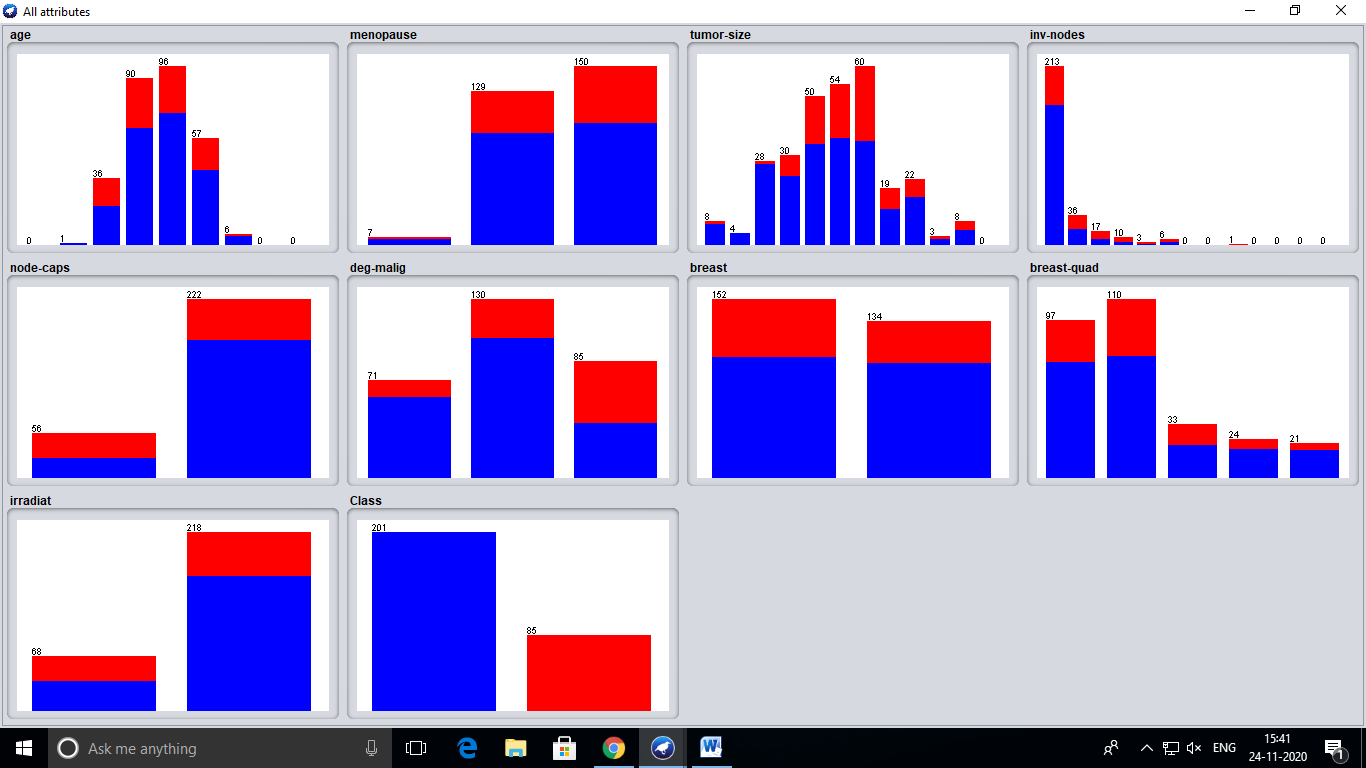 All attributes
age
menopause
tumor-size
inv-nodes
0 1 36 90 96 57 6 0 0
7 129 150
8 4 28 30 50 54 60 19 22 3 8 0
213 36 17 10 3 6 0 0 1 0 0 0 0
node-caps
deg-malig
breast
breast-quad
56 222
71 130 85
152 134
97 110 33 24 21
irradiat
Class
68 218
201 85
Ask me anything
ENG
15:41
24-11-2020
1